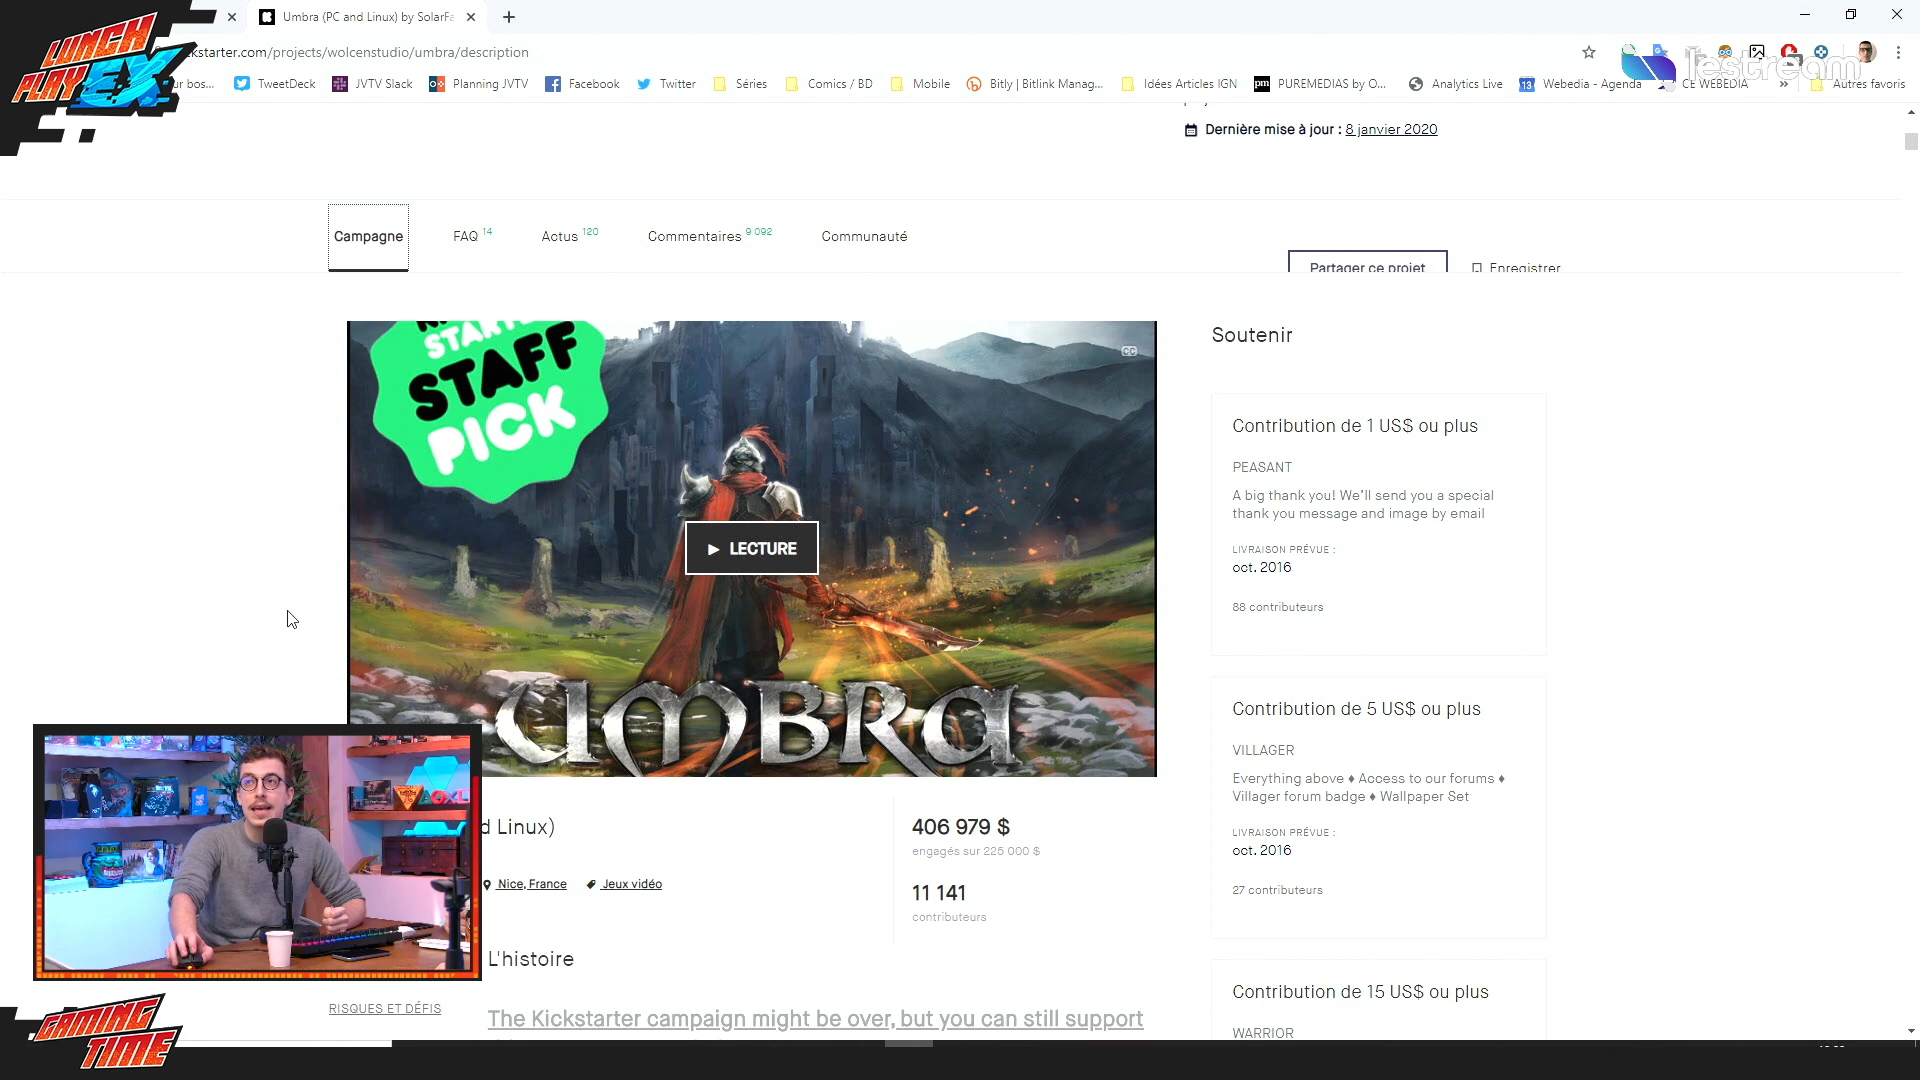 LUNCH
PLAY EX
Umbra (PC and Linux) by SolarFa
kstarter.com/projects/wolcenstudio/umbra/description
lestream
ur bos...
TweetDeck
JVTV Slack
Planning JVTV
Facebook
Twitter
Séries
Comics / BD
Mobile
Bitly | Bitlink Manag...
Idées Articles IGN
pm
PUREMEDIAS by O...
Analytics Live
13
Webedia - Agenda
CE WEBEDIA
»
Autres favoris
Dernière mise à jour : 8 janvier 2020
Campagne
FAQ 14
Actus 120
Commentaires 9 092
Communauté
Partager ce projet
Enregistrer
STAFF
PICK
CC
LECTURE
UMBRA
Soutenir
Contribution de 1 US$ ou plus
PEASANT
A big thank you! We'll send you a special
thank you message and image by email
LIVRAISON PRÉVUE :
oct. 2016
88 contributeurs
Contribution de 5 US$ ou plus
VILLAGER
Everything above ♦ Access to our forums ♦
Villager forum badge ♦ Wallpaper Set
LIVRAISON PRÉVUE :
oct. 2016
27 contributeurs
Contribution de 15 US$ ou plus
WARRIOR
d Linux)
Nice, France
Jeux vidéo
406 979 $
engagés sur 225 000 $
11 141
contributeurs
L'histoire
RISQUES ET DÉFIS
The Kickstarter campaign might be over, but you can still support
GAMING
TIME